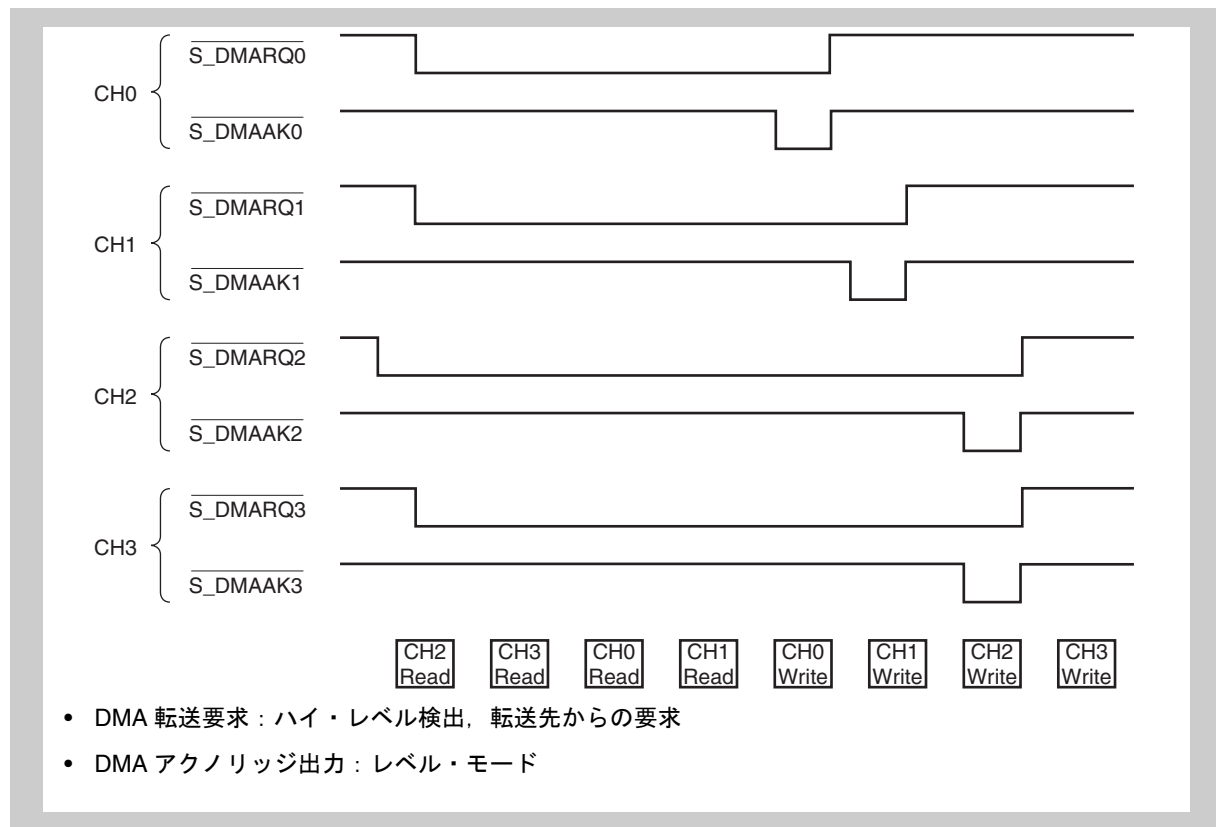 S_DMARQ0
CH0
S_DMAAK0
S_DMARQ1
CH1
S_DMAAK1
S_DMARQ2
CH2
S_DMAAK2
S_DMARQ3
CH3
S_DMAAK3
CH2 CH3 CH0 CH1 CH0 CH1 CH2 CH3
Read Read Read Read Write Write Write Write
• DMA 転送要求：ハイ・レベル検出，転送先からの要求
• DMA アクノリッジ出力：レベル・モード